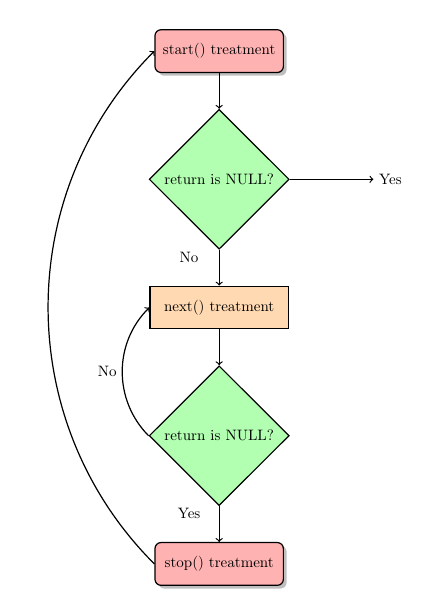 start() treatment
return is NULL?
Yes
No
next() treatment
No
return is NULL?
Yes
stop() treatment